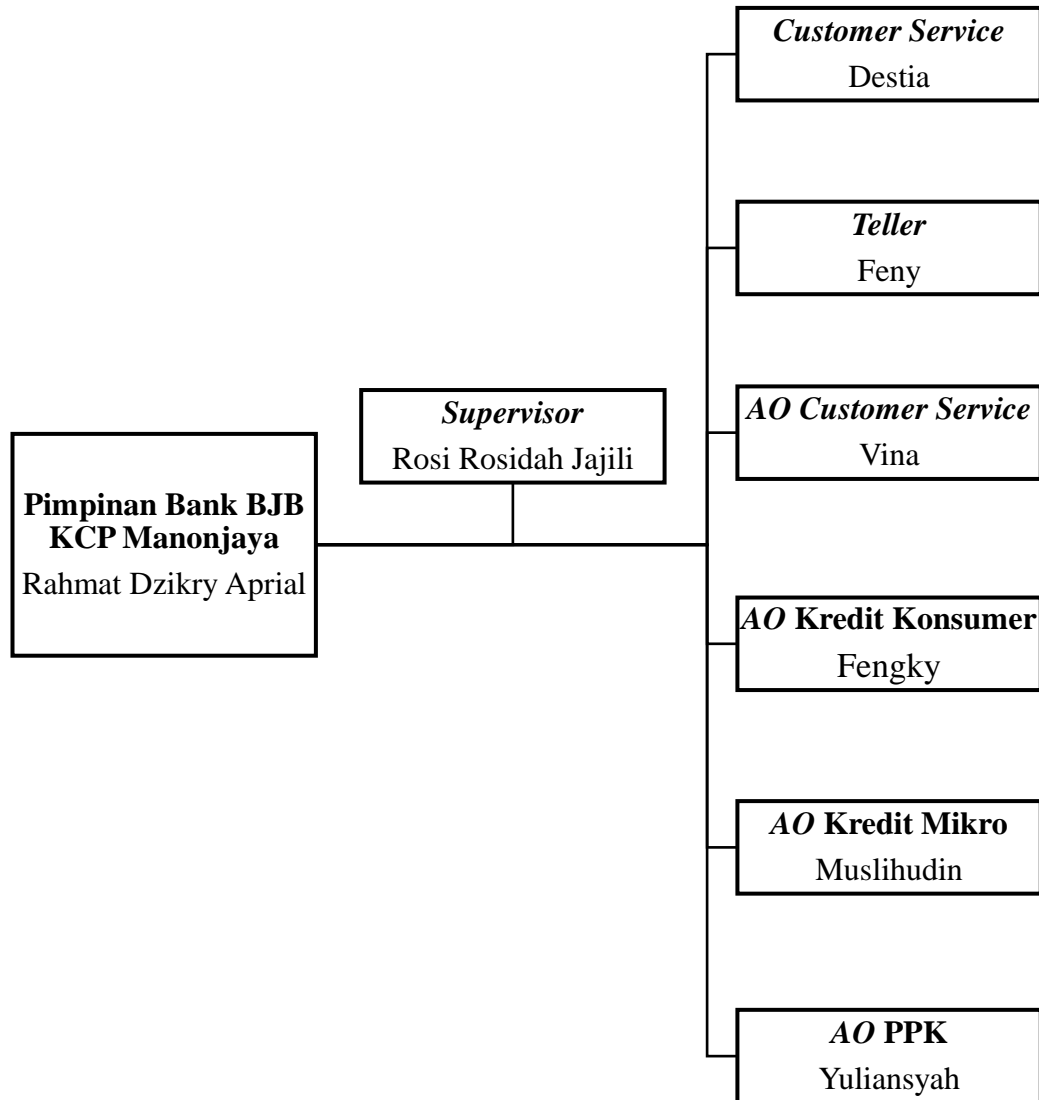 Pimpinan Bank BJB
KCP Manonjaya
Rahmat Dzikry Aprial
Supervisor
Rosi Rosidah Jajili
Customer Service
Destia
Teller
Feny
AO Customer Service
Vina
AO Kredit Konsumer
Fengky
AO Kredit Mikro
Muslihudin
AO PPK
Yuliansyah